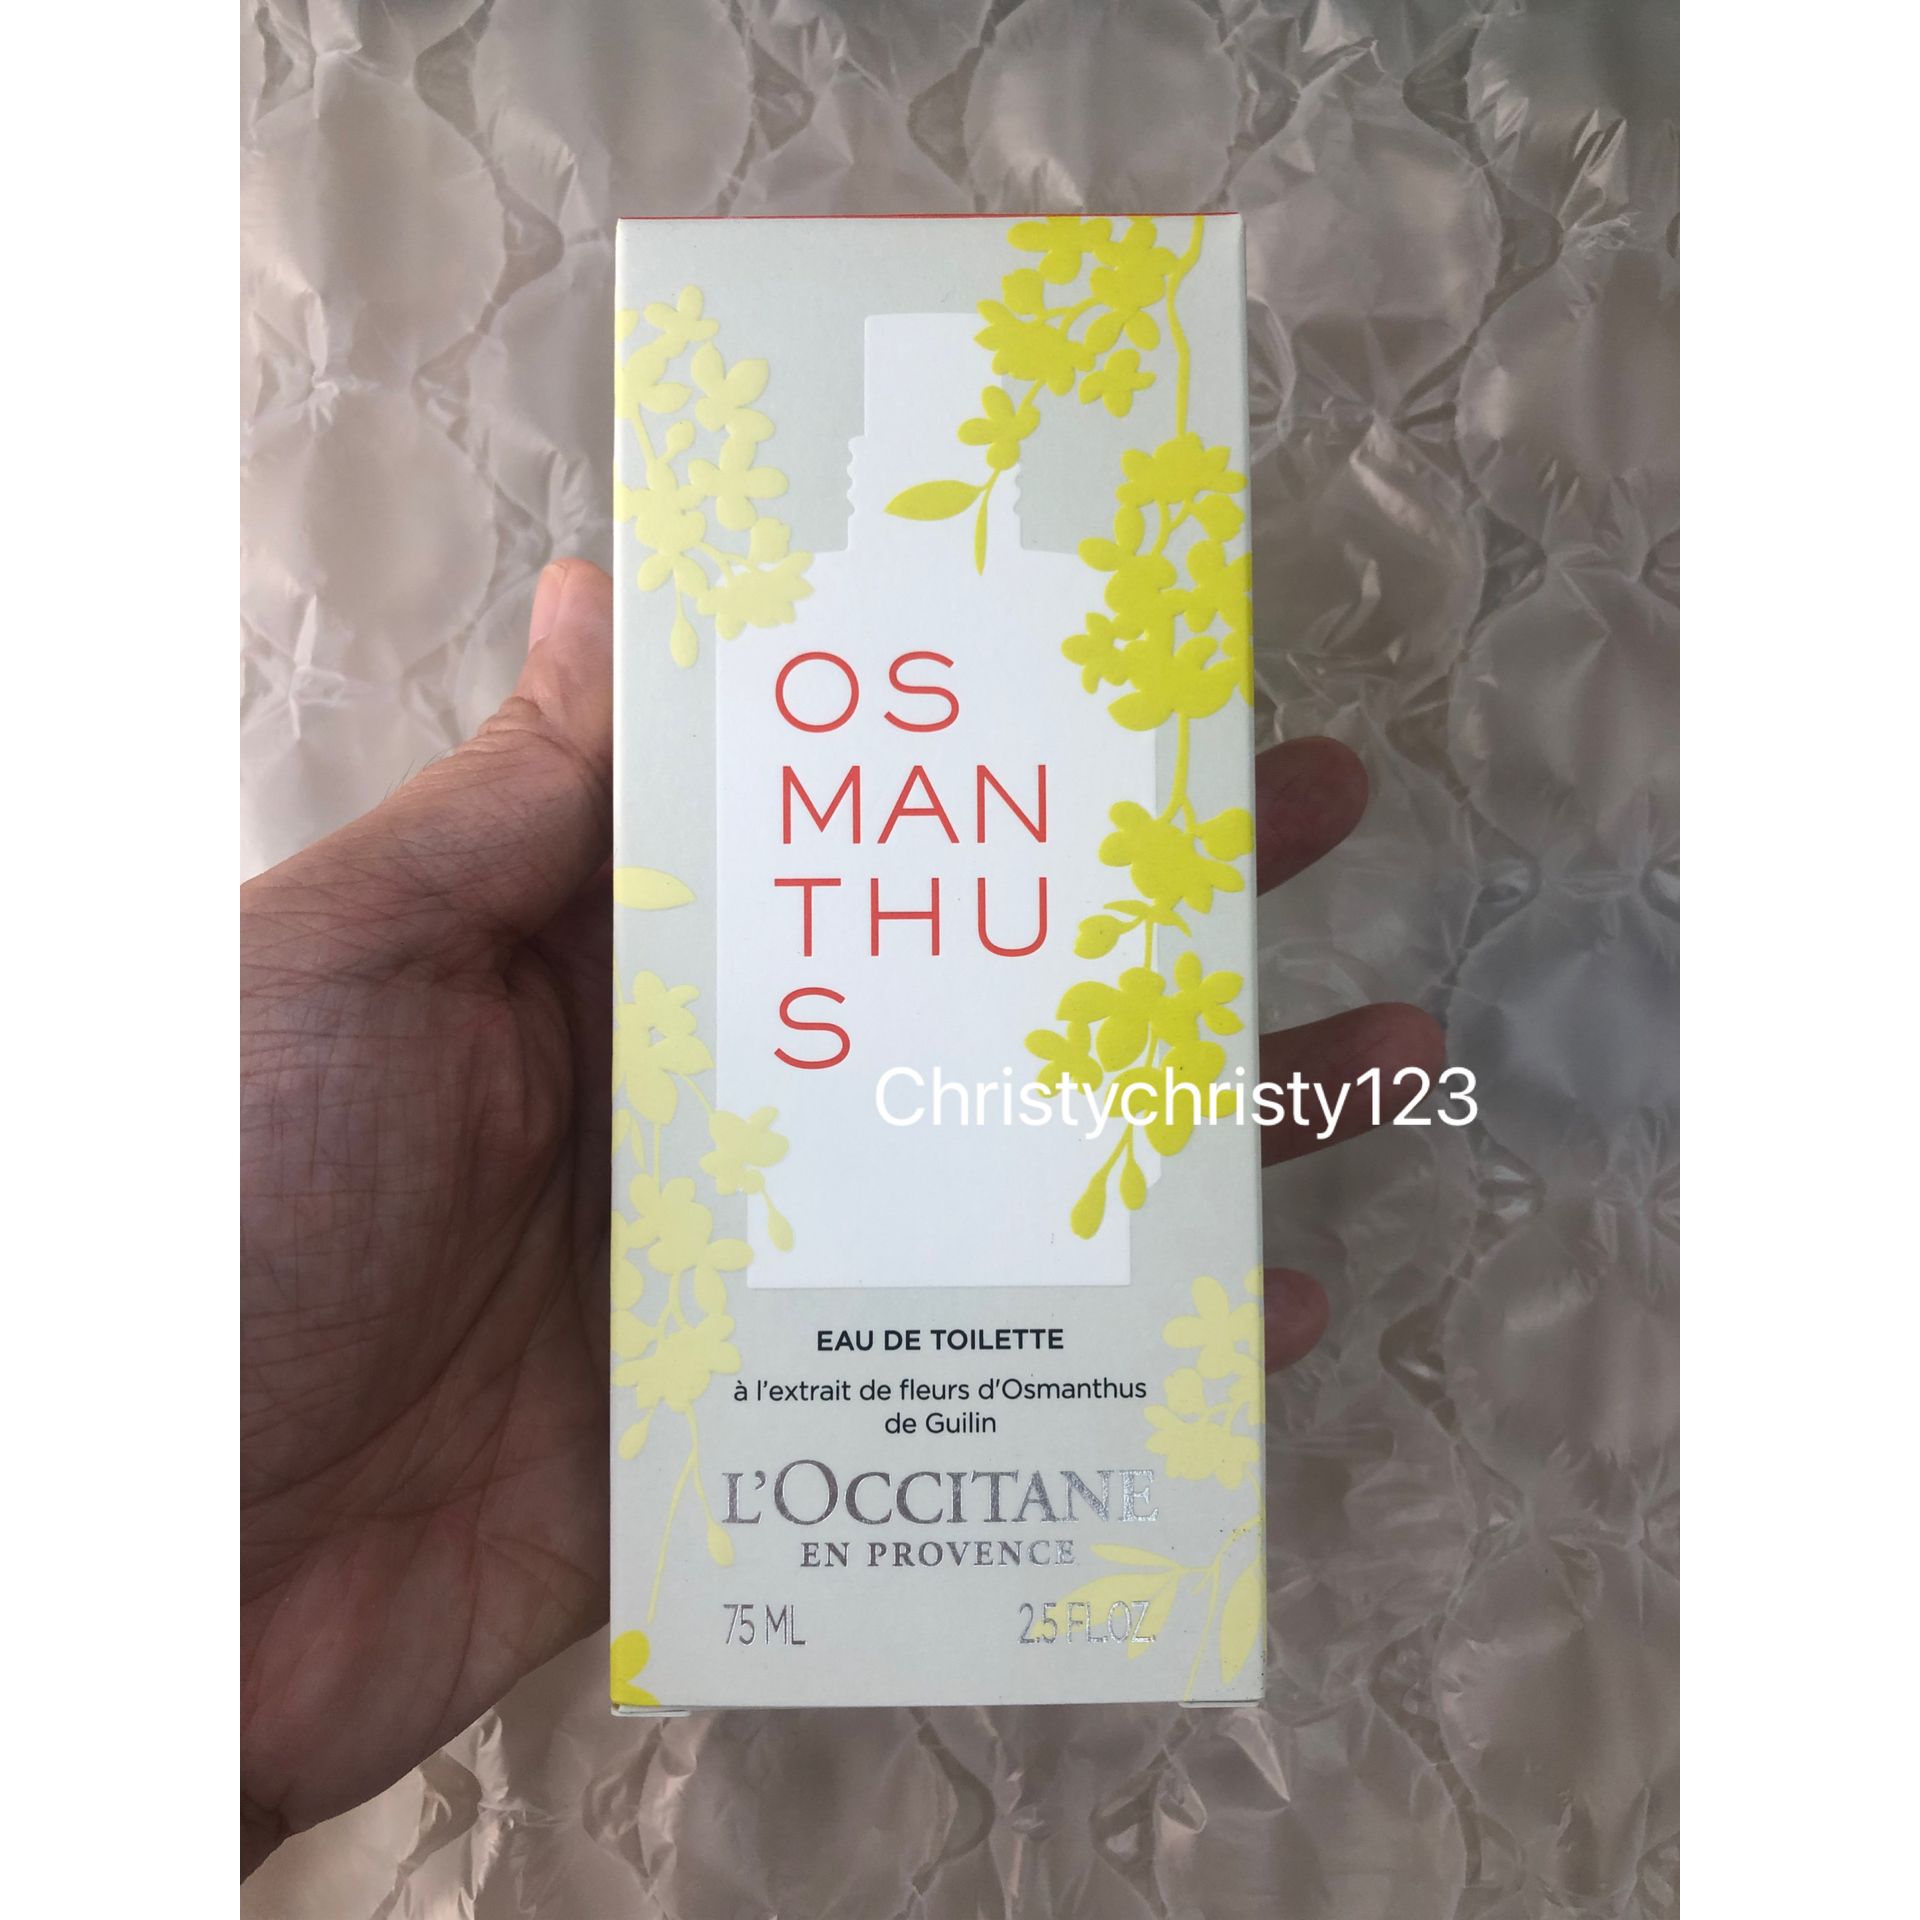 OS
MAN
THU
S
Christychristy123
EAU DE TOILETTE
à l'extrait de fleurs d'Osmanthus
de Guilin
L'OCCITANE
EN PROVENCE
75 ML 2.5 FL.OZ.